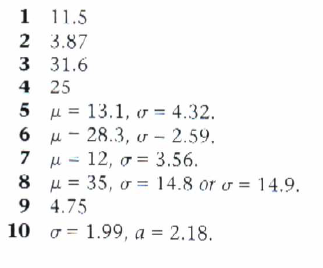 1 11.5
2 3.87
3 31.6
4 25
5 μ = 13.1, σ = 4.32.
6 μ = 28.3, σ = 2.59.
7 μ = 12, σ = 3.56.
8 μ = 35, σ = 14.8 or σ = 14.9.
9 4.75
10 σ = 1.99, a = 2.18.